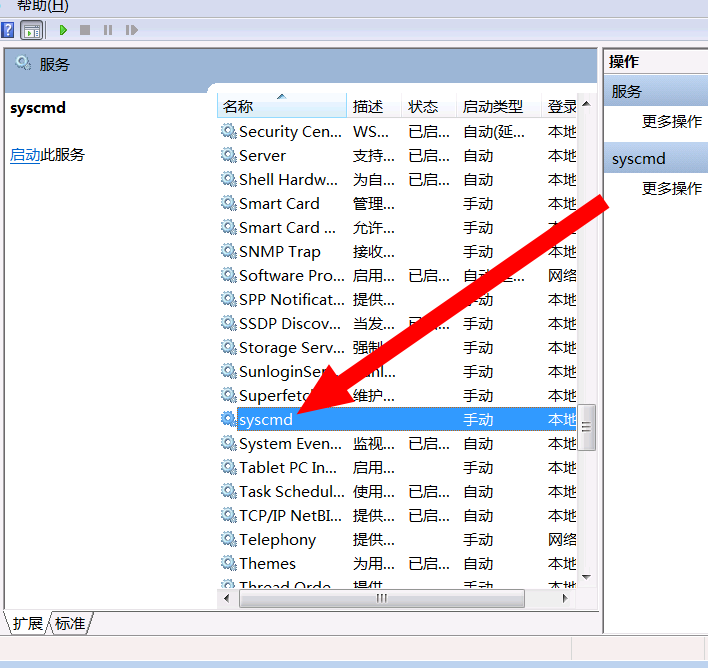 帮助(H)
服务
syscmd
启动此服务
名称 描述 状态 启动类型 登录
Security Cen... WS... 已启... 自动(延... 本地
Server 支持... 已启... 自动 本地
Shell Hardw... 为自... 已启... 自动 本地
Smart Card 管理... 手动 本地
Smart Card ... 允许... 手动 本地
SNMP Trap 接收... 手动 本地
Software Pro... 启用... 已启... 网络
SPP Notificat... 提供... 手动 本地
SSDP Discov... 当发... 已启... 手动 本地
Storage Serv... 强制... 手动 本地
SunloginSer 手动 本地
Superfetch 维护... 手动 本地
syscmd 手动 本地
System Even... 监视... 已启... 自动 本地
Tablet PC In... 启用... 手动 本地
Task Schedul... 使用... 已启... 自动 本地
TCP/IP NetBI... 提供... 已启... 自动 本地
Telephony 提供... 手动 网络
Themes 为用... 已启... 自动 本地
Thread Orde... 提供... 手动 本地
扩展 标准
操作
服务
更多操作
syscmd
更多操作